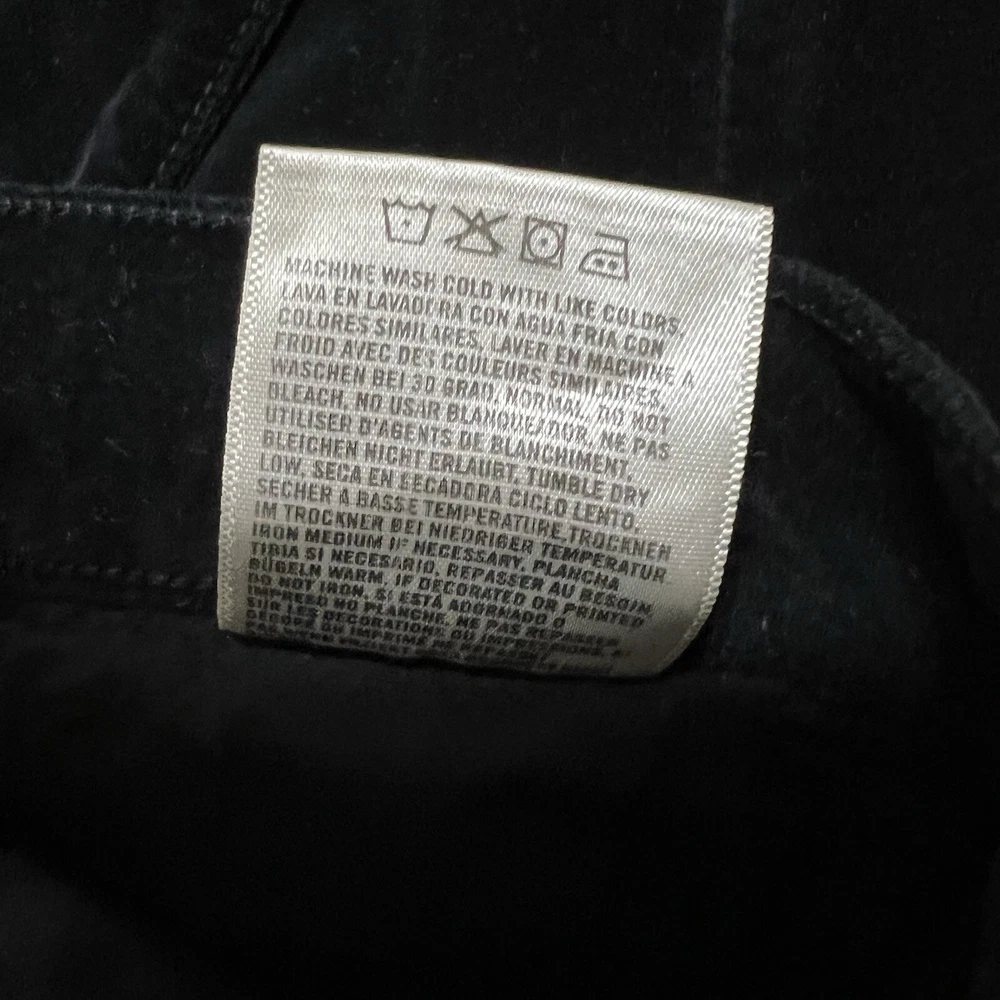 MACHINE WASH COLD WITH LIKE COLORS.
LAVA EN LAVADORA CON AGUA FRIA CON
COLORES SIMILARES. LAVER EN MACHINE A
FROID AVEC DES COULEURS SIMILAIRES.
WASCHEN BEI 30 GRAD, NORMAL. DO NOT
BLEACH. NO USAR BLANQUEADOR. NE PAS
UTILISER D'AGENTS DE BLANCHIMENT.
BLEICHEN NICHT ERLAUBT. TUMBLE DRY
LOW. SECA EN SECADORA CICLO LENTO.
SECHER A BASSE TEMPERATURE. TROCKNEN
IM TROCKNER BEI NIEDRIGER TEMPERATUR
IRON MEDIUM IF NECESSARY. PLANCHA
TIBIA SI NECESARIO. REPASSER AU BESOIN.
BÜGELN WARM. IF DECORATED OR PRINTED
DO NOT IRON. SI ESTÁ ADORNADO O
IMPRESO NO PLANCHE. NE PAS REPASSER
SUR LES DECORATIONS OU IMPRESSIONS.